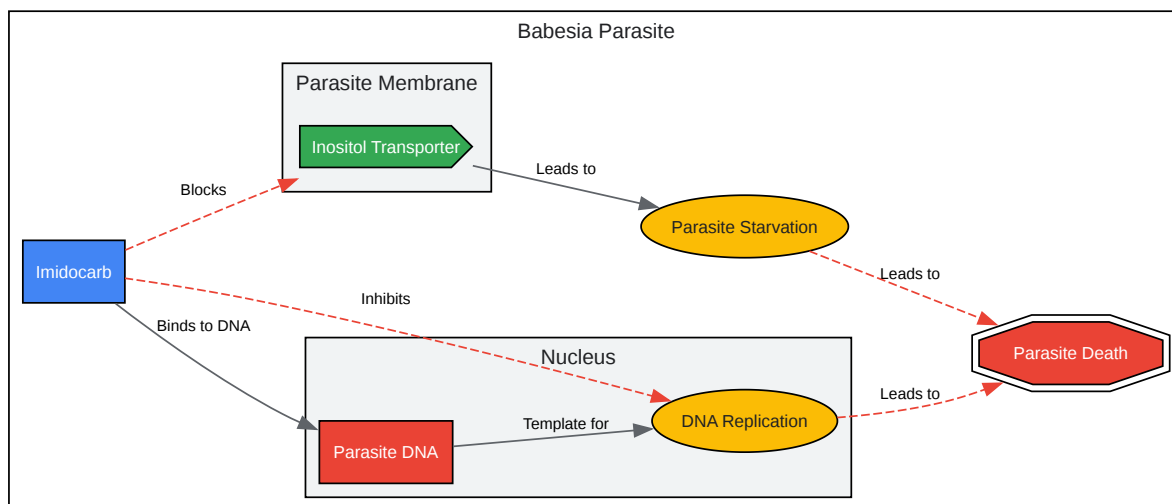 Babesia Parasite
Parasite Membrane
Inositol Transporter
Leads to
Blocks
Parasite Starvation
Imidocarb
Leads to
Inhibits
Binds to DNA
Nucleus
Parasite Death
Leads to
DNA Replication
Template for
Parasite DNA